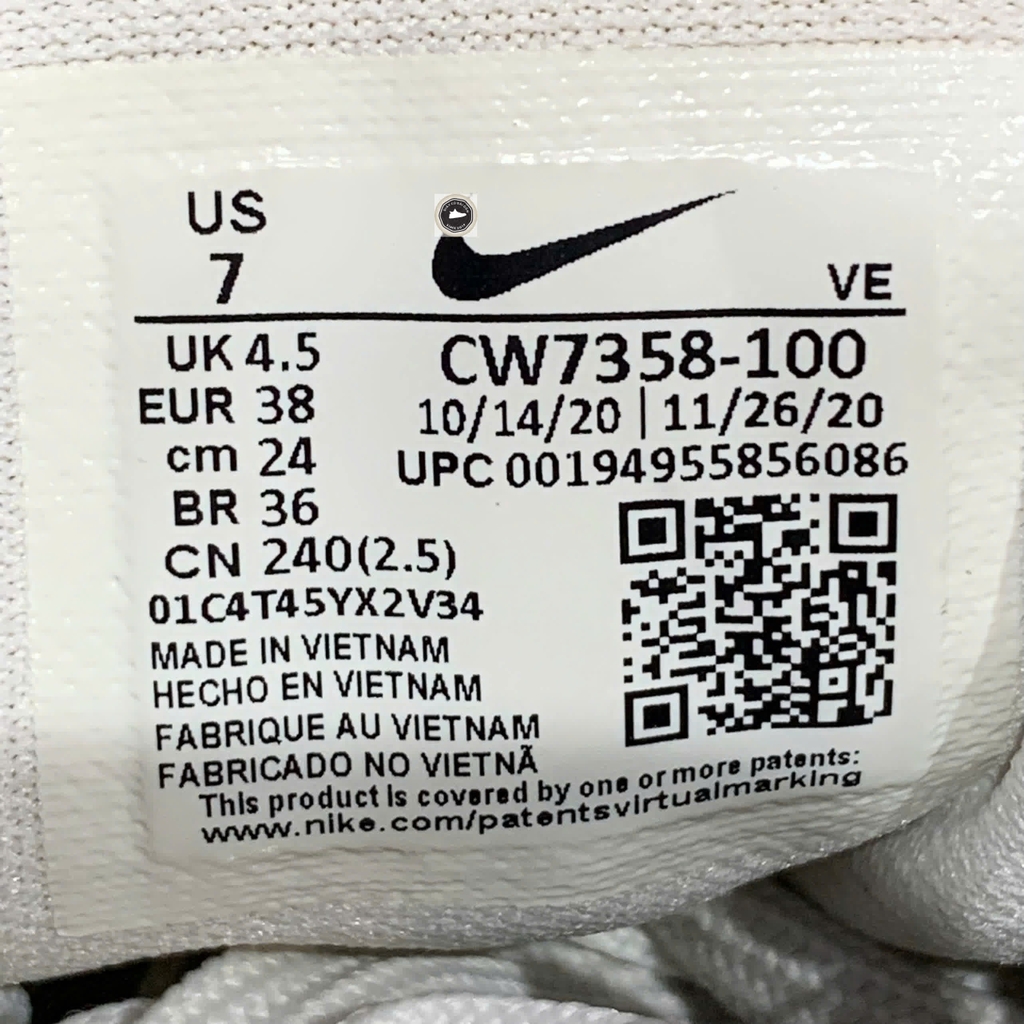 US
7
VE
UK 4.5
EUR 38
cm 24
BR 36
CN 240(2.5)
CW7358-100
10/14/20 | 11/26/20
UPC 00194955856086
01C4T45YX2V34
MADE IN VIETNAM
HECHO EN VIETNAM
FABRIQUE AU VIETNAM
FABRICADO NO VIETNÃ
This product is covered by one or more patents:
www.nike.com/patentsvirtualmarking